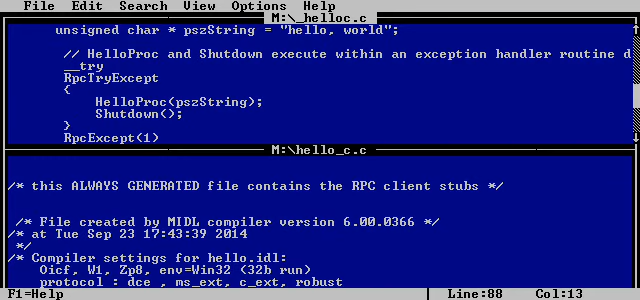 File Edit Search View Options Help
M:\_helloc.c
unsigned char * pszString = "hello, world";
// HelloProc and Shutdown execute within an exception handler routine d
__try
RpcTryExcept
{
HelloProc(pszString);
Shutdown();
}
RpcExcept(1)
M:\hello_c.c
/* this ALWAYS GENERATED file contains the RPC client stubs */
/* File created by MIDL compiler version 6.00.0366 */
/* at Tue Sep 23 17:43:39 2014
*/
/* Compiler settings for hello.idl:
Oicf, W1, Zp8, env=Win32 (32b run)
protocol : dce , ms_ext, c_ext, robust
F1=Help Line:88 Col:13